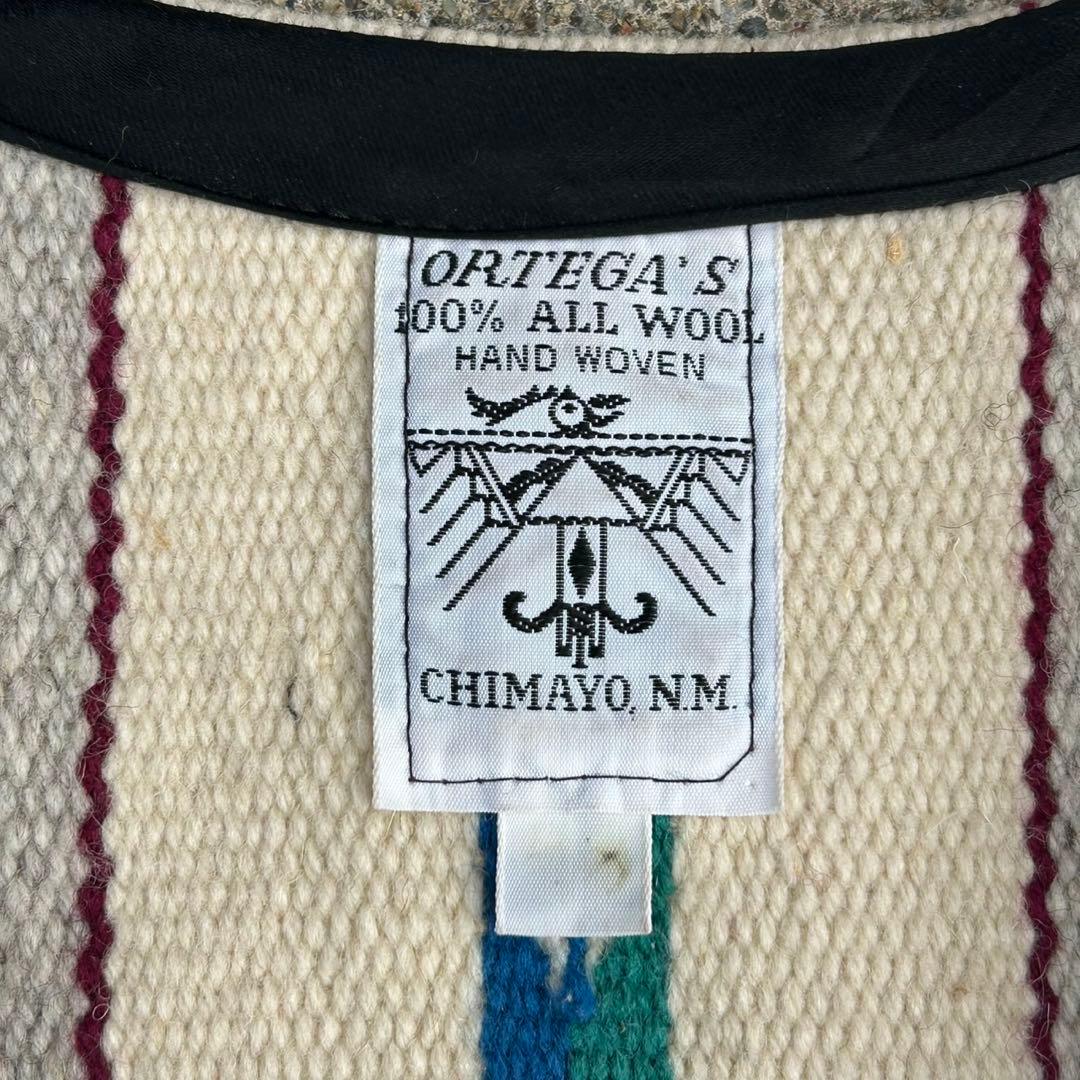 ORTEGA'S
100% ALL WOOL
HAND WOVEN
CHIMAYO, N.M.